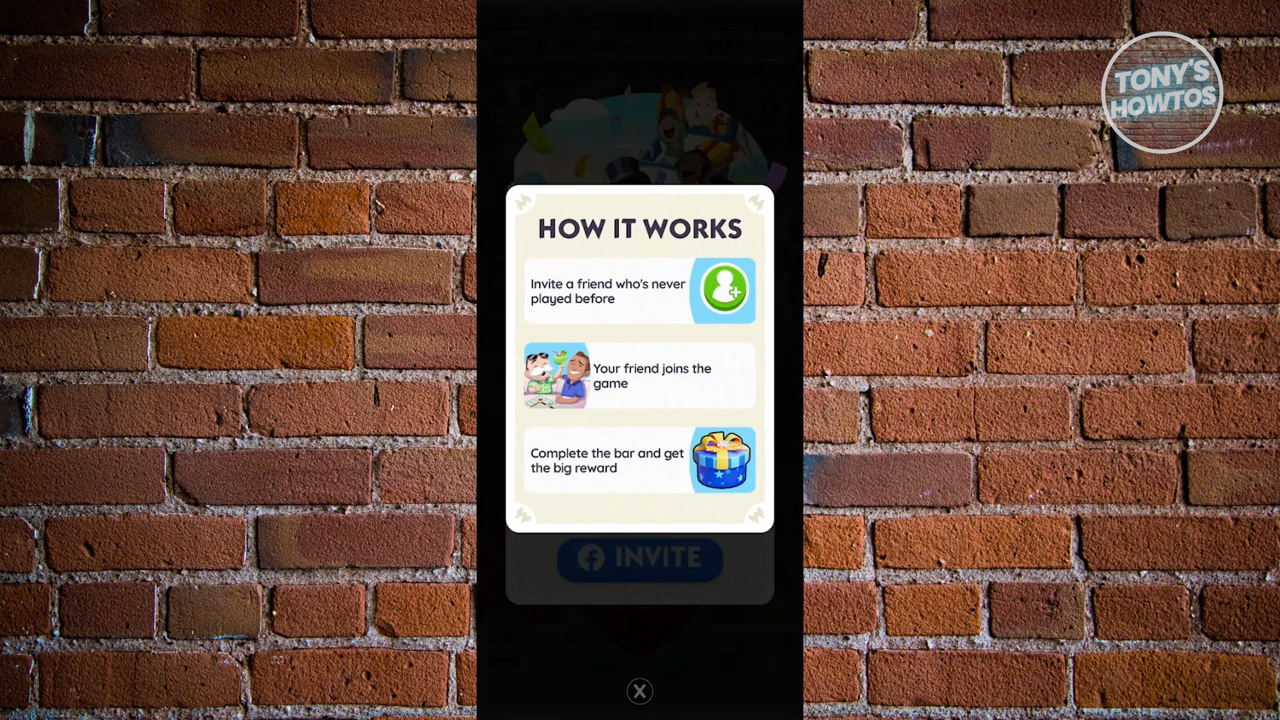 TONY'S
HOWTOS
HOW IT WORKS
Invite a friend who's never
played before
Your friend joins the
game
Complete the bar and get
the big reward
INVITE
X